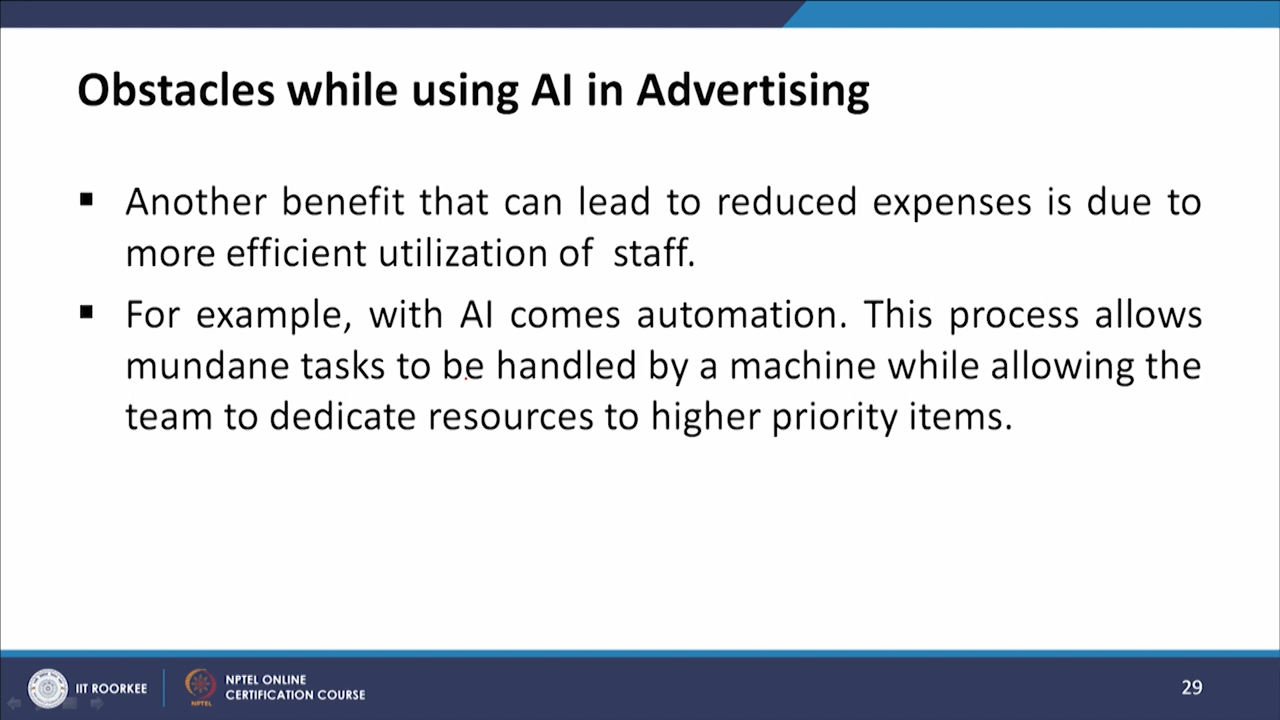 Obstacles while using AI in Advertising
▪ Another benefit that can lead to reduced expenses is due to
more efficient utilization of  staff.
▪ For example, with AI comes automation. This process allows
mundane tasks to be handled by a machine while allowing the
team to dedicate resources to higher priority items.
IIT ROORKEE
NPTEL
NPTEL ONLINE
CERTIFICATION COURSE
29